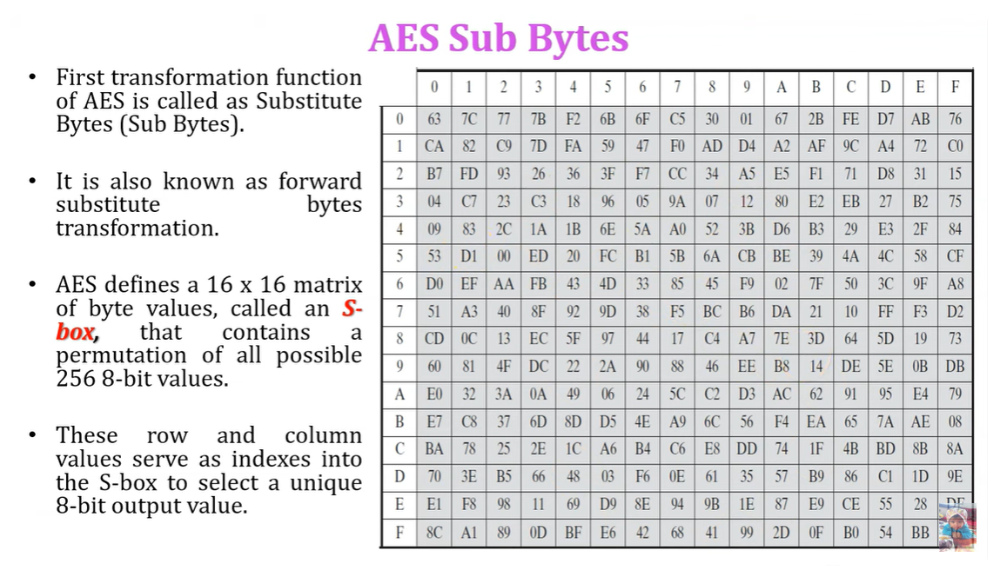 AES Sub Bytes
• First transformation function
of AES is called as Substitute
Bytes (Sub Bytes).
• It is also known as forward
substitute bytes
transformation.
• AES defines a 16 x 16 matrix
of byte values, called an S-
box, that contains a
permutation of all possible
256 8-bit values.
• These row and column
values serve as indexes into
the S-box to select a unique
8-bit output value.
0 1 2 3 4 5 6 7 8 9 A B C D E F
0 63 7C 77 7B F2 6B 6F C5 30 01 67 2B FE D7 AB 76
1 CA 82 C9 7D FA 59 47 F0 AD D4 A2 AF 9C A4 72 C0
2 B7 FD 93 26 36 3F F7 CC 34 A5 E5 F1 71 D8 31 15
3 04 C7 23 C3 18 96 05 9A 07 12 80 E2 EB 27 B2 75
4 09 83 2C 1A 1B 6E 5A A0 52 3B D6 B3 29 E3 2F 84
5 53 D1 00 ED 20 FC B1 5B 6A CB BE 39 4A 4C 58 CF
6 D0 EF AA FB 43 4D 33 85 45 F9 02 7F 50 3C 9F A8
7 51 A3 40 8F 92 9D 38 F5 BC B6 DA 21 10 FF F3 D2
8 CD 0C 13 EC 5F 97 44 17 C4 A7 7E 3D 64 5D 19 73
9 60 81 4F DC 22 2A 90 88 46 EE B8 14 DE 5E 0B DB
A E0 32 3A 0A 49 06 24 5C C2 D3 AC 62 91 95 E4 79
B E7 C8 37 6D 8D D5 4E A9 6C 56 F4 EA 65 7A AE 08
C BA 78 25 2E 1C A6 B4 C6 E8 DD 74 1F 4B BD 8B 8A
D 70 3E B5 66 48 03 F6 0E 61 35 57 B9 86 C1 1D 9E
E E1 F8 98 11 69 D9 8E 94 9B 1E 87 E9 CE 55 28
F 8C A1 89 0D BF E6 42 68 41 99 2D 0F B0 54 BB